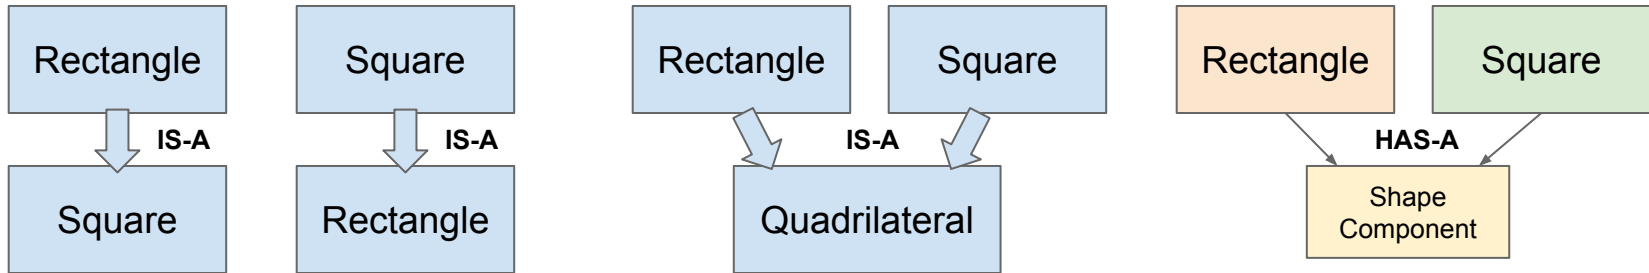 Rectangle
IS-A
Square
Square
IS-A
Rectangle
Rectangle
Square
IS-A
Quadrilateral
Rectangle
Square
HAS-A
Shape
Component